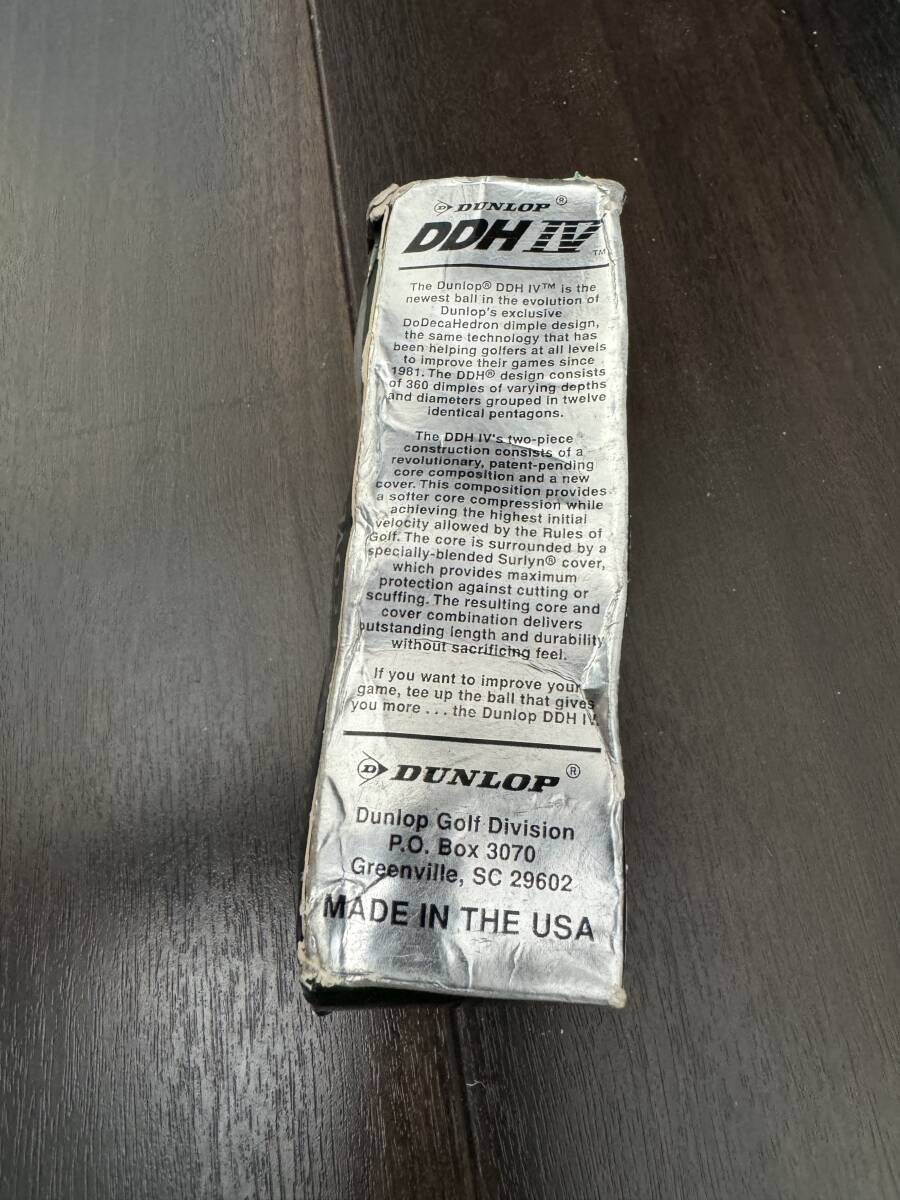 DUNLOP®
DDH IV™
The Dunlop® DDH IV™ is the
newest ball in the evolution of
Dunlop's exclusive
DoDecaHedron dimple design,
the same technology that has
been helping golfers at all levels
to improve their games since
1981. The DDH® design consists
of 360 dimples of varying depths
and diameters grouped in twelve
identical pentagons.
The DDH IV's two-piece
construction consists of a
revolutionary, patent-pending
core composition and a new
cover. This composition provides
a softer core compression while
achieving the highest initial
velocity allowed by the Rules of
Golf. The core is surrounded by a
specially-blended Surlyn® cover,
which provides maximum
protection against cutting or
scuffing. The resulting core and
cover combination delivers
outstanding length and durability
without sacrificing feel.
If you want to improve your
game, tee up the ball that gives
you more . . . the Dunlop DDH IV.
D DUNLOP®
Dunlop Golf Division
P.O. Box 3070
Greenville, SC 29602
MADE IN THE USA